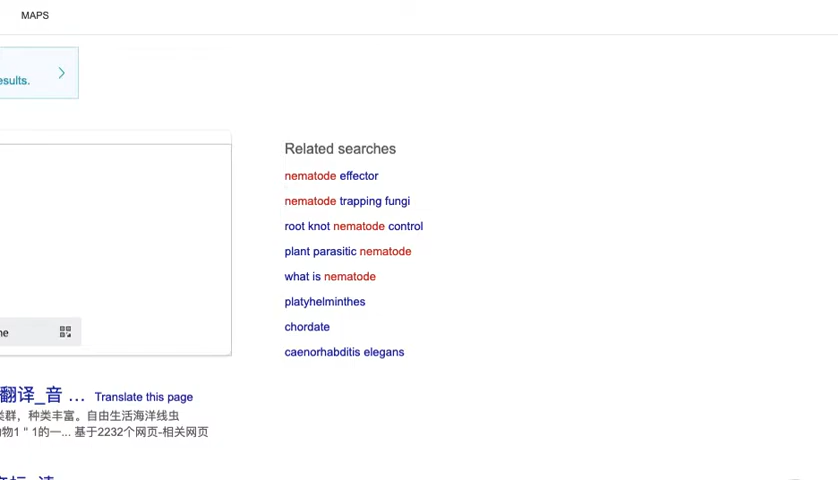 MAPS
esults.
Related searches
nematode effector
nematode trapping fungi
root knot nematode control
plant parasitic nematode
what is nematode
platyhelminthes
chordate
caenorhabditis elegans
ne
翻译_音 ... Translate this page
类群，种类丰富。自由生活海洋线虫
物1 " 1的一... 基于2232个网页-相关网页